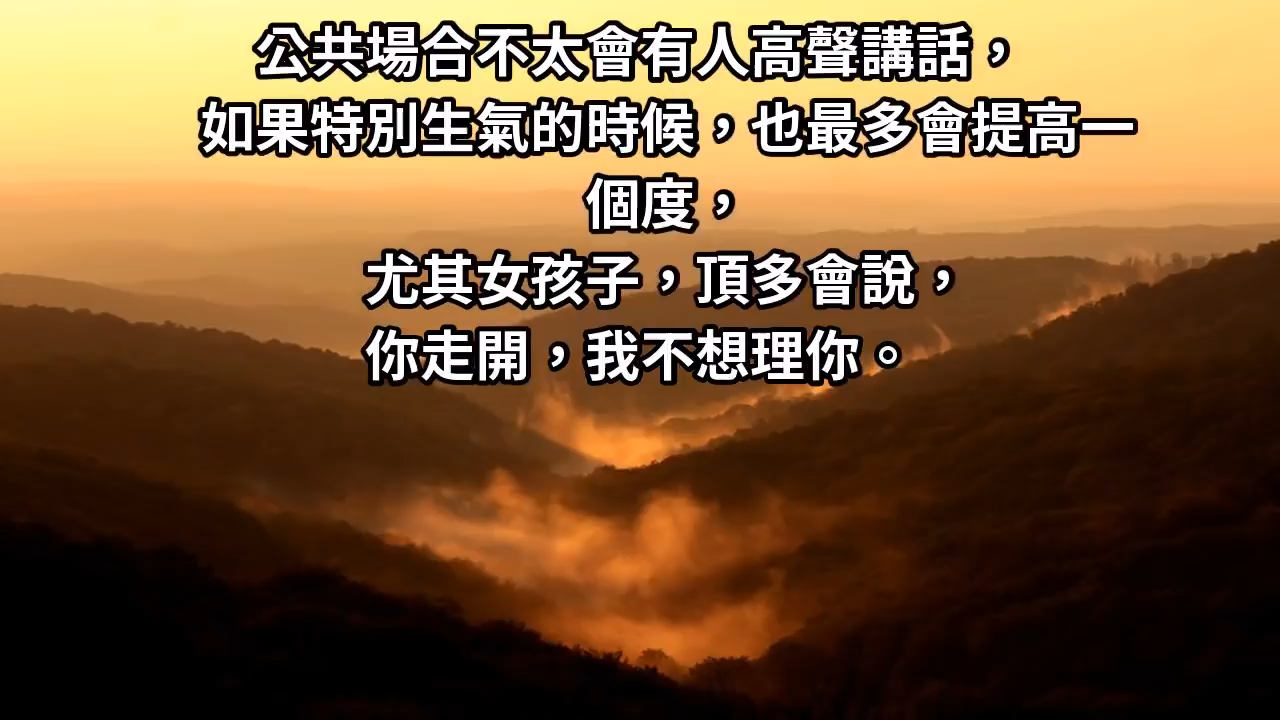 公共場合不太會有人高聲講話，
如果特別生氣的時候，也最多會提高一
個度，
尤其女孩子，頂多會說，
你走開，我不想理你。